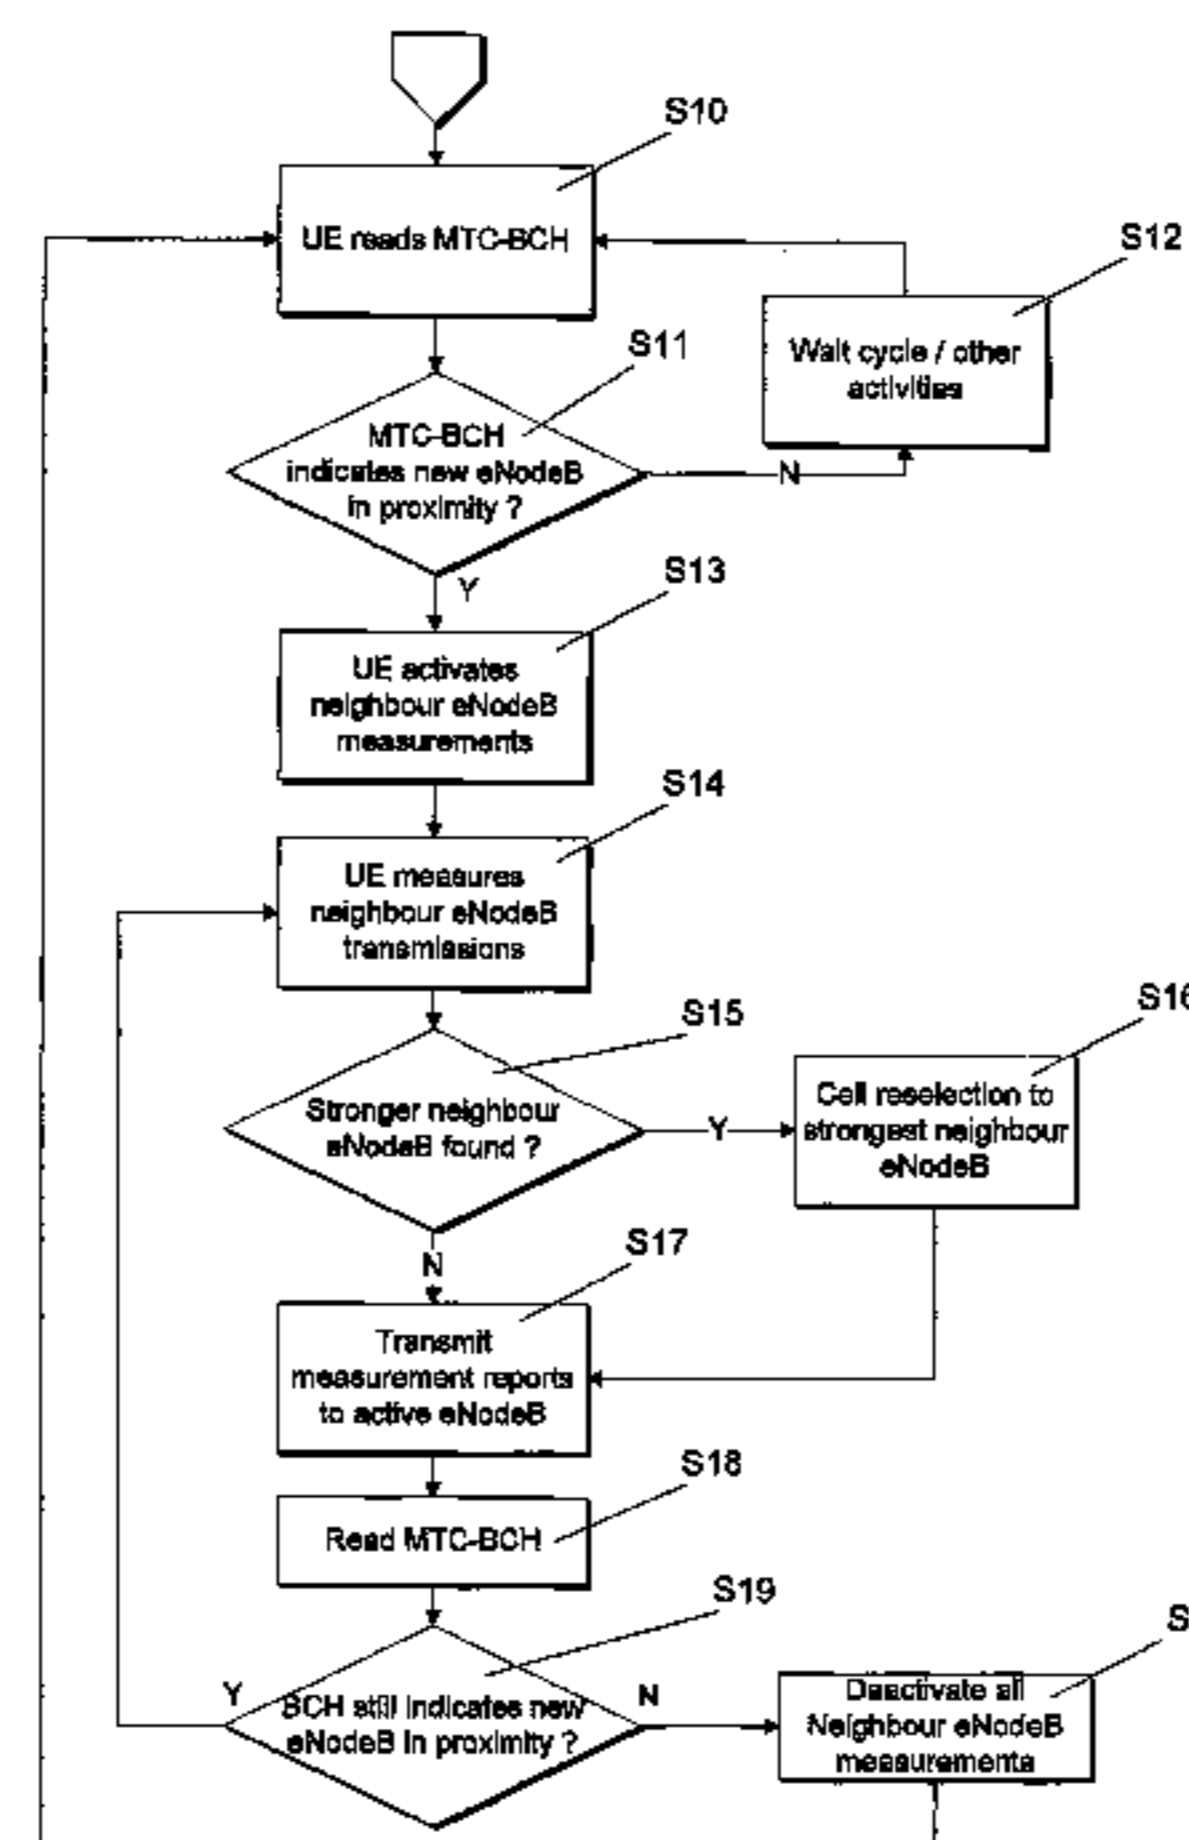 S10
UE reads MTC-BCH
S12
Wait cycle / other
activities
S11
MTC-BCH
indicates new eNodeB
in proximity ?
N
Y
S13
UE activates
neighbour eNodeB
measurements
S14
UE measures
neighbour eNodeB
transmissions
S15
S16
Stronger neighbour
eNodeB found ?
Y
Cell reselection to
strongest neighbour
eNodeB
N
S17
Transmit
measurement reports
to active eNodeB
S18
Read MTC-BCH
S19
S
Y
BCH still indicates new
eNodeB in proximity ?
N
Deactivate all
Neighbour eNodeB
measurements